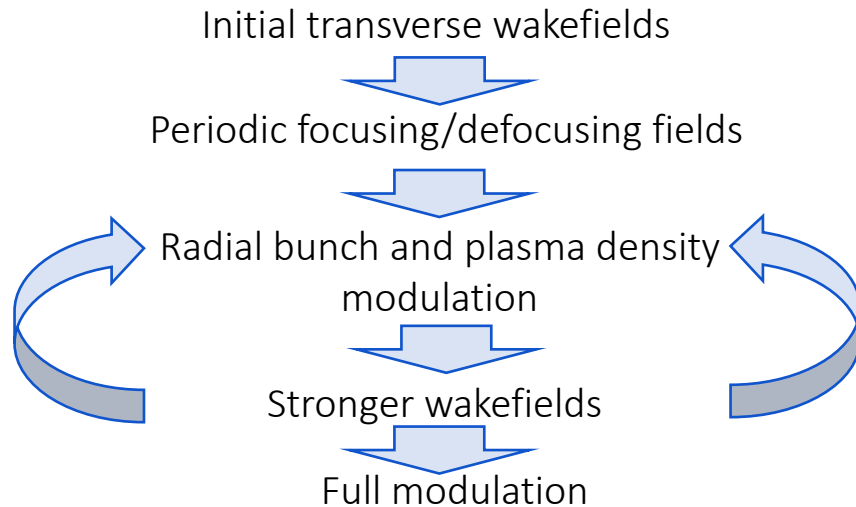 Initial transverse wakefields
Periodic focusing/defocusing fields
Radial bunch and plasma density
modulation
Stronger wakefields
Full modulation